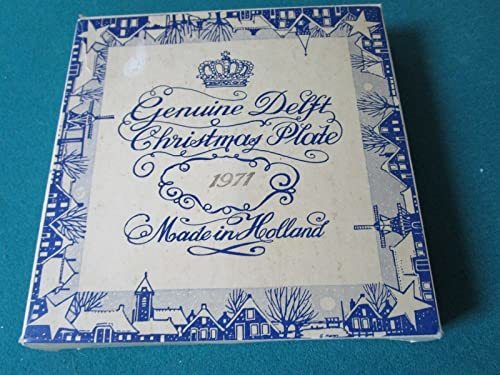 Genuine Delft
Christmas Plate
1971
Made in Holland